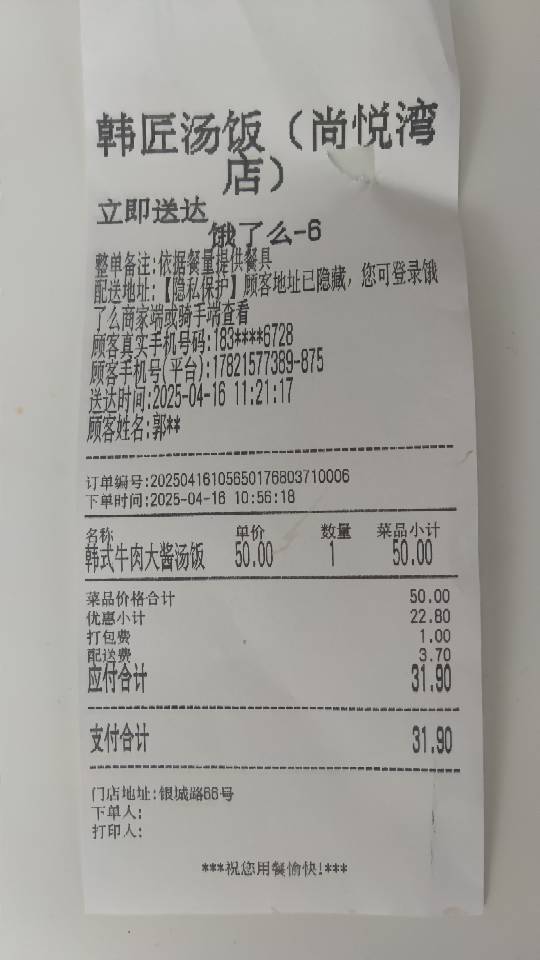 韩匠汤饭（尚悦湾
店）
立即送达
饿了么-6
整单备注:依据餐量提供餐具
配送地址:【隐私保护】顾客地址已隐藏，您可登录饿
了么商家端或骑手端查看
顾客真实手机号码:183****6728
顾客手机号(平台):17821577389-875
送达时间:2025-04-16 11:21:17
顾客姓名:郭**
订单编号:20250416105650176803710006
下单时间:2025-04-16 10:56:18
名称 单价 数量 菜品小计
韩式牛肉大酱汤饭 50.00 1 50.00
菜品价格合计 50.00
优惠小计 22.80
打包费 1.00
配送费 3.70
应付合计 31.90
支付合计 31.90
门店地址:银城路66号
下单人:
打印人:
***祝您用餐愉快!***